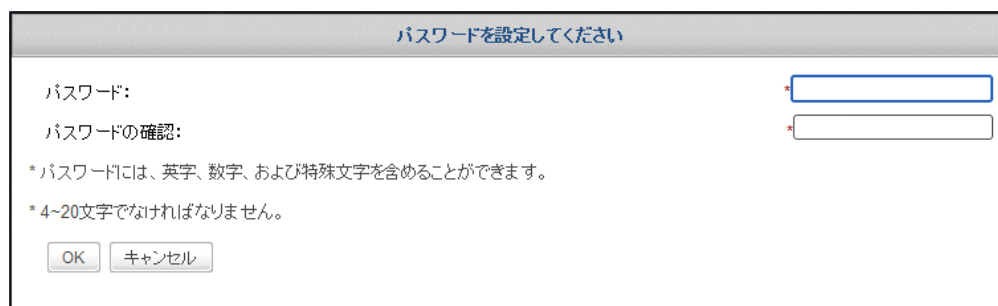 パスワードを設定してください
パスワード: *
パスワードの確認: *
* パスワードには、英字、数字、および特殊文字を含めることができます。
* 4~20文字でなければなりません。
OK キャンセル